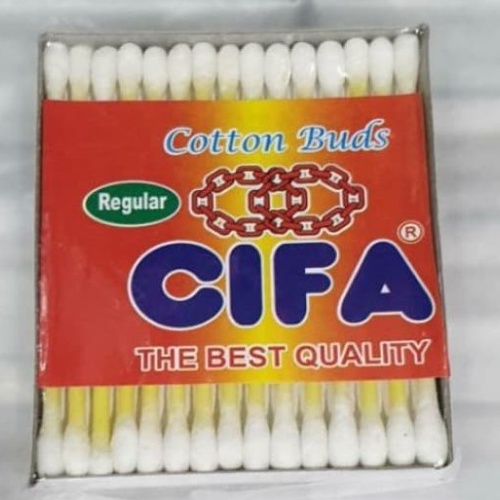 Cotton Buds
Regular
CIFA®
THE BEST QUALITY